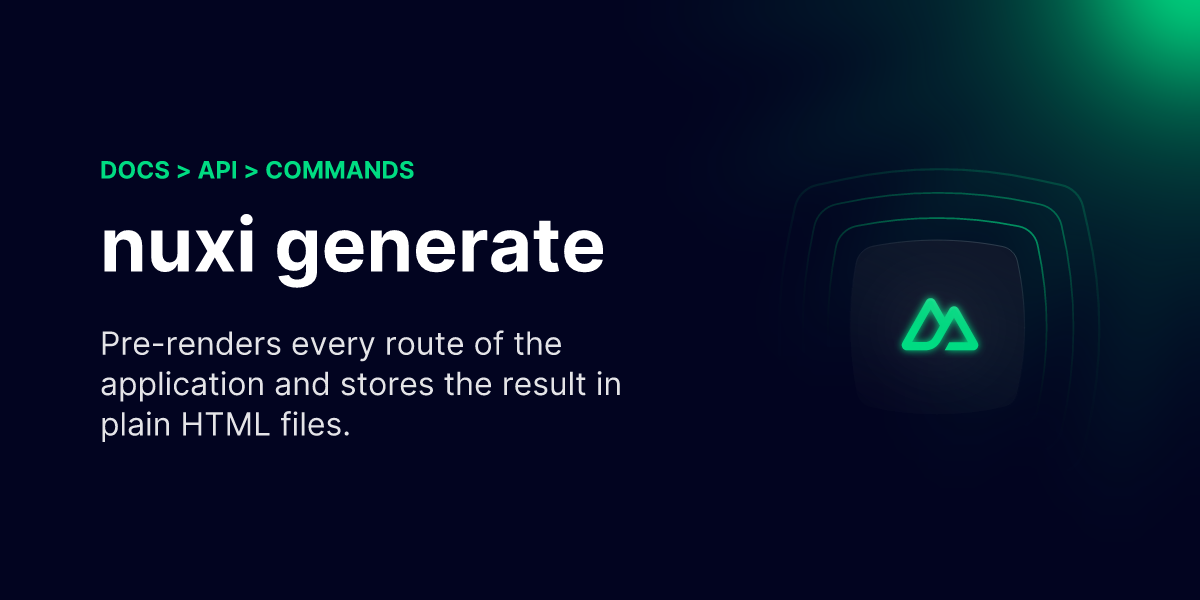 DOCS > API > COMMANDS
nuxi generate
Pre-renders every route of the
application and stores the result in
plain HTML files.